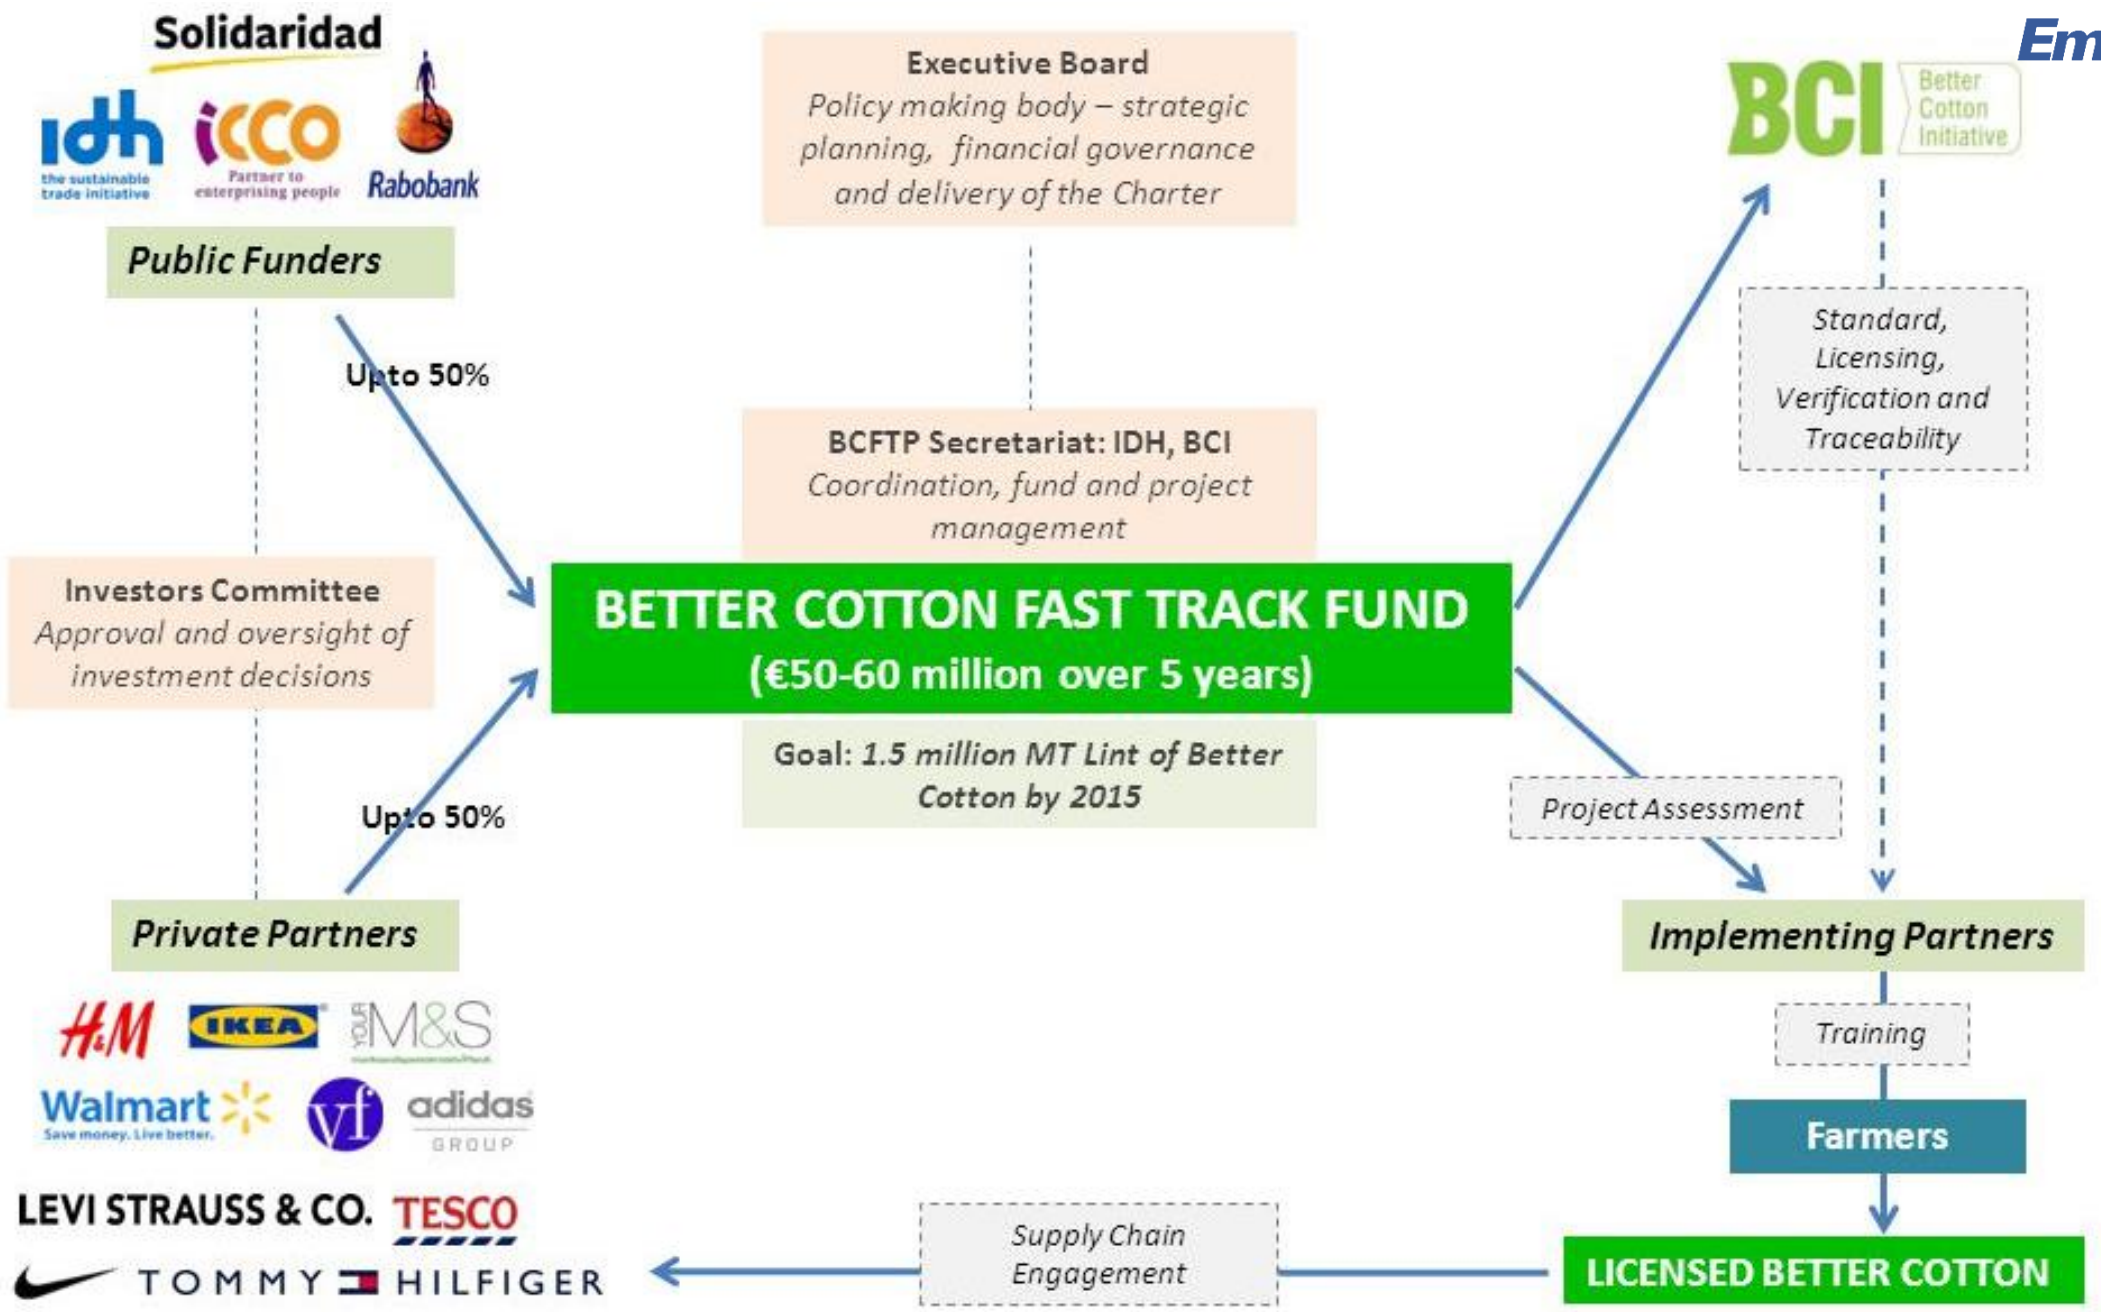 Solidaridad
idh
the sustainable
trade initiative
icco
Partner to
enterprising people
Rabobank
Public Funders
Upto 50%
Investors Committee
Approval and oversight of
investment decisions
Upto 50%
Private Partners
H&M
IKEA
YOUR M&S
Walmart
Save money. Live better.
vf
adidas
GROUP
LEVI STRAUSS & CO.
TESCO
TOMMY HILFIGER
Executive Board
Policy making body – strategic
planning, financial governance
and delivery of the Charter
BCFTP Secretariat: IDH, BCI
Coordination, fund and project
management
BETTER COTTON FAST TRACK FUND
(€50-60 million over 5 years)
Goal: 1.5 million MT Lint of Better
Cotton by 2015
Em
BCI
Better
Cotton
Initiative
Standard,
Licensing,
Verification and
Traceability
Project Assessment
Implementing Partners
Training
Farmers
LICENSED BETTER COTTON
Supply Chain
Engagement